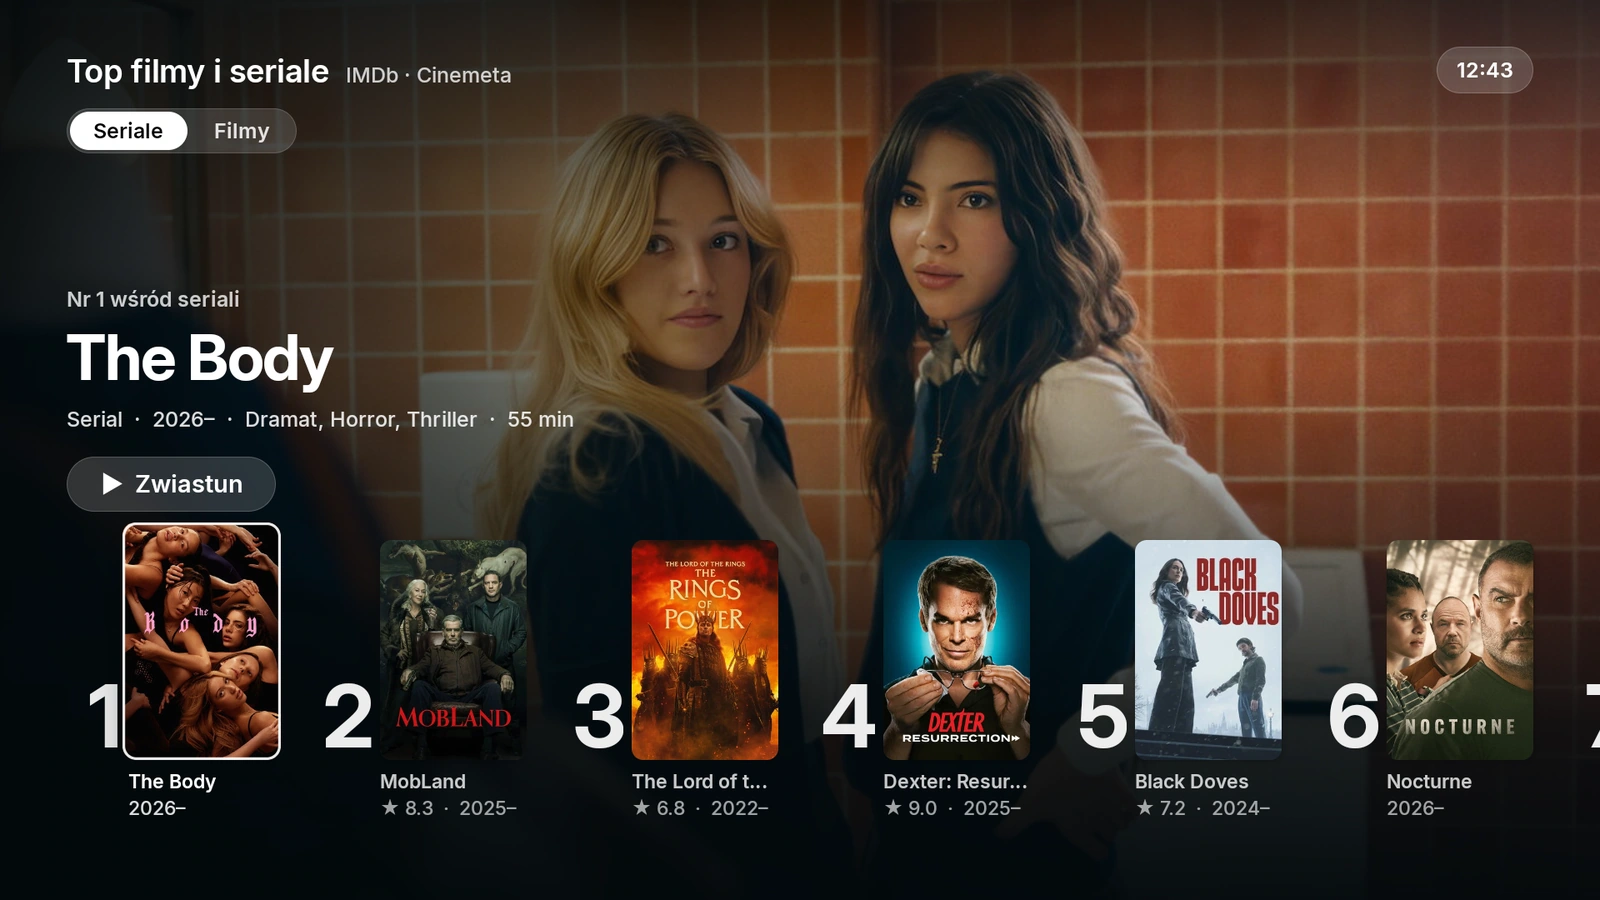 Top filmy i seriale IMDb · Cinemeta
12:43
Seriale Filmy
Nr 1 wśród seriali
The Body
Serial · 2026– · Dramat, Horror, Thriller · 55 min
▶ Zwiastun
The Body
MOBLAND
THE LORD OF THE RINGS
THE
RINGS
OF
POWER
DEXTER
RESURRECTION
BLACK
DOVES
NOCTURNE
1 2 3 4 5 6 7
The Body
2026–
MobLand
★ 8.3 · 2025–
The Lord of t...
★ 6.8 · 2022–
Dexter: Resur...
★ 9.0 · 2025–
Black Doves
★ 7.2 · 2024–
Nocturne
2026–